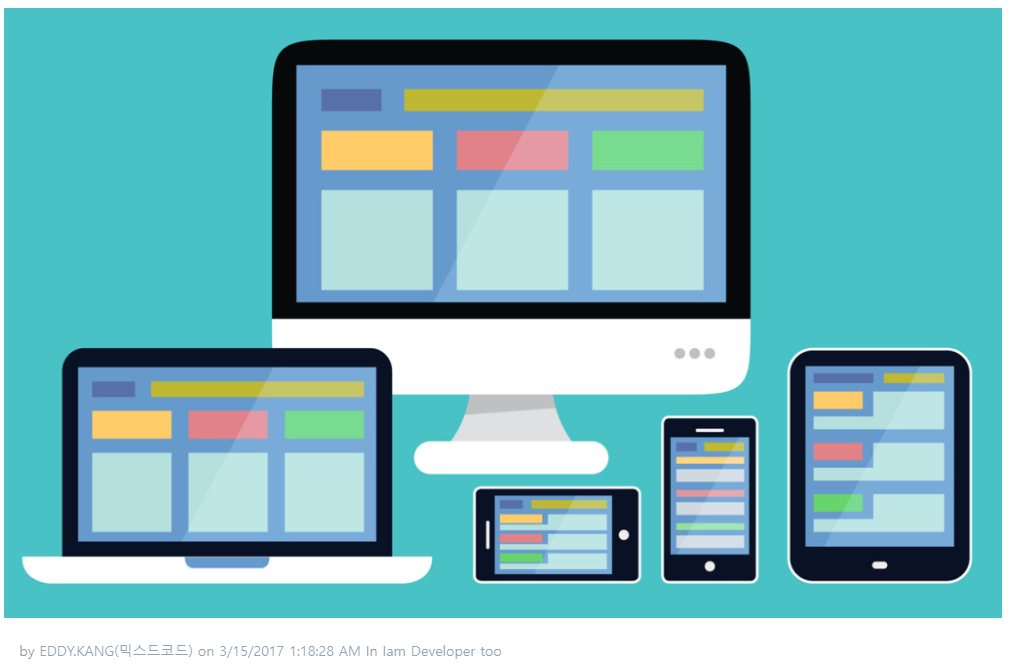 by EDDY.KANG(믹스드코드) on 3/15/2017 1:18:28 AM In Iam Developer too